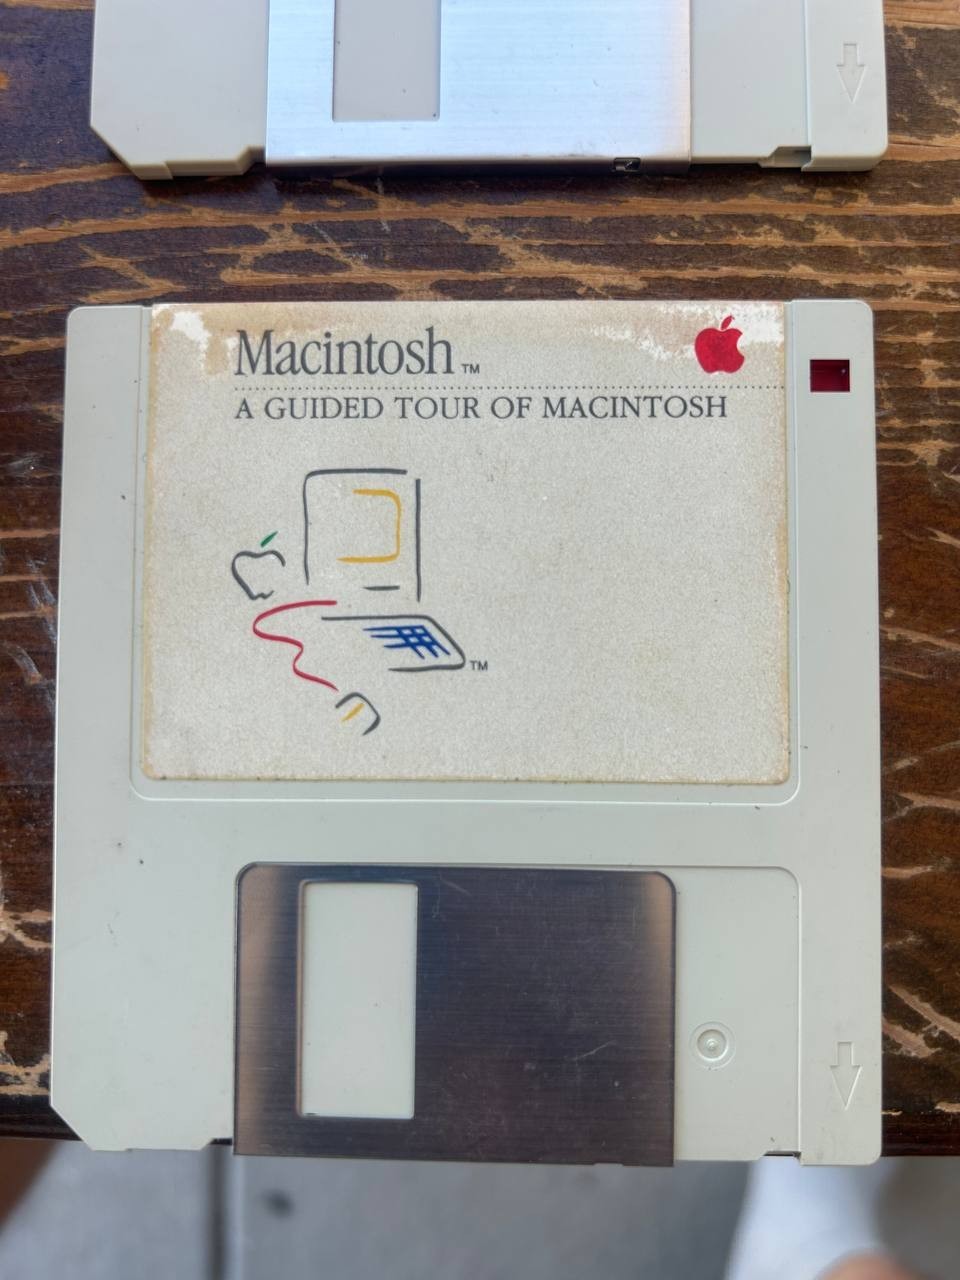 Macintosh™
A GUIDED TOUR OF MACINTOSH
™